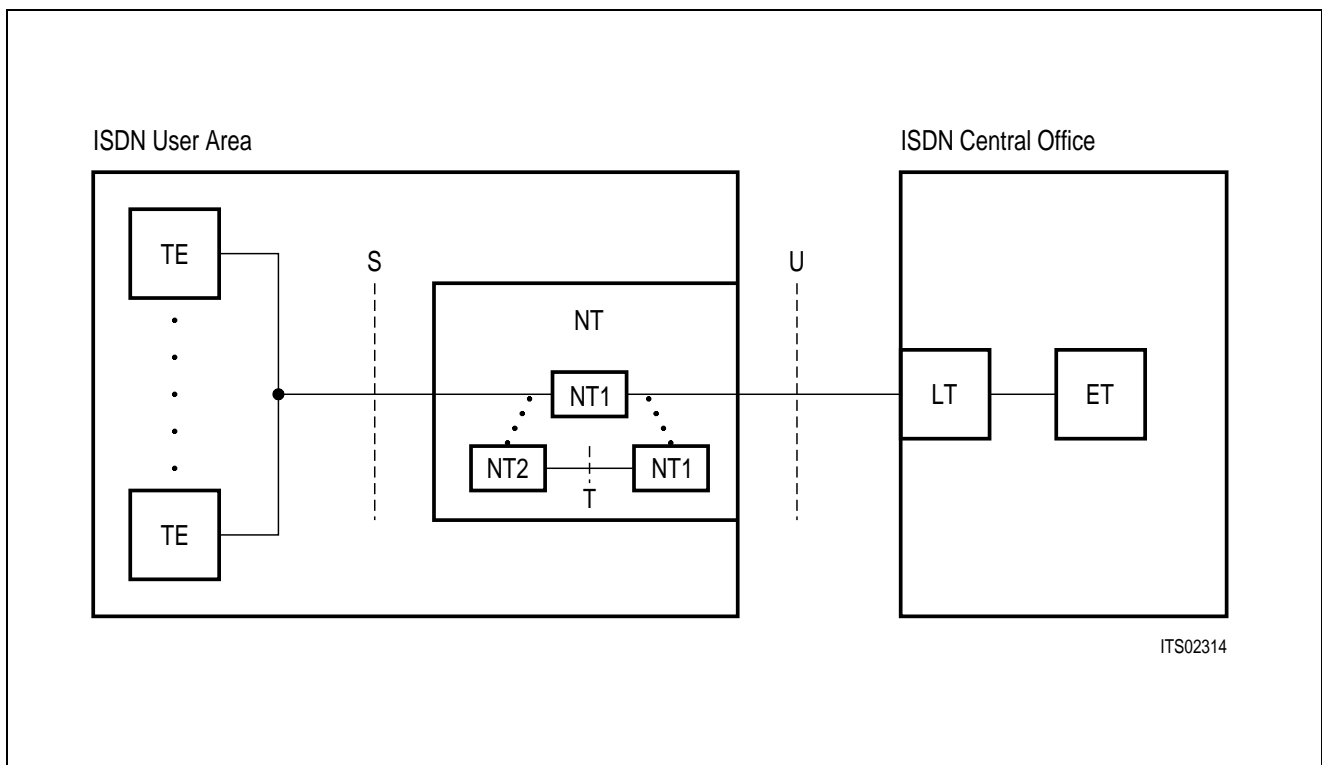 ISDN User Area
ISDN Central Office
TE
S
U
NT
NT1
LT
ET
NT2
NT1
T
TE
ITS02314